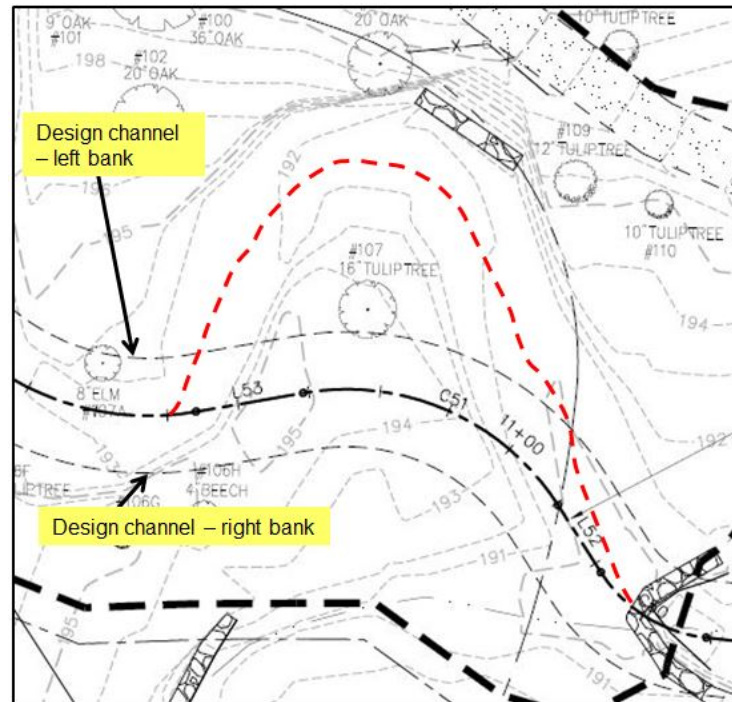 9" OAK
#101
#100
36" OAK
20" OAK
10" TULIPTREE
#102
20" OAK
198
Design channel
– left bank
192
#109
12" TULIPTREE
196
195
10" TULIPTREE
#110
#107
16" TULIPTREE
194
8" ELM
#107A
L53
C51
11+00
195
194
192
#106H
4" BEECH
#106G
193
Design channel – right bank
L52
191
195
191